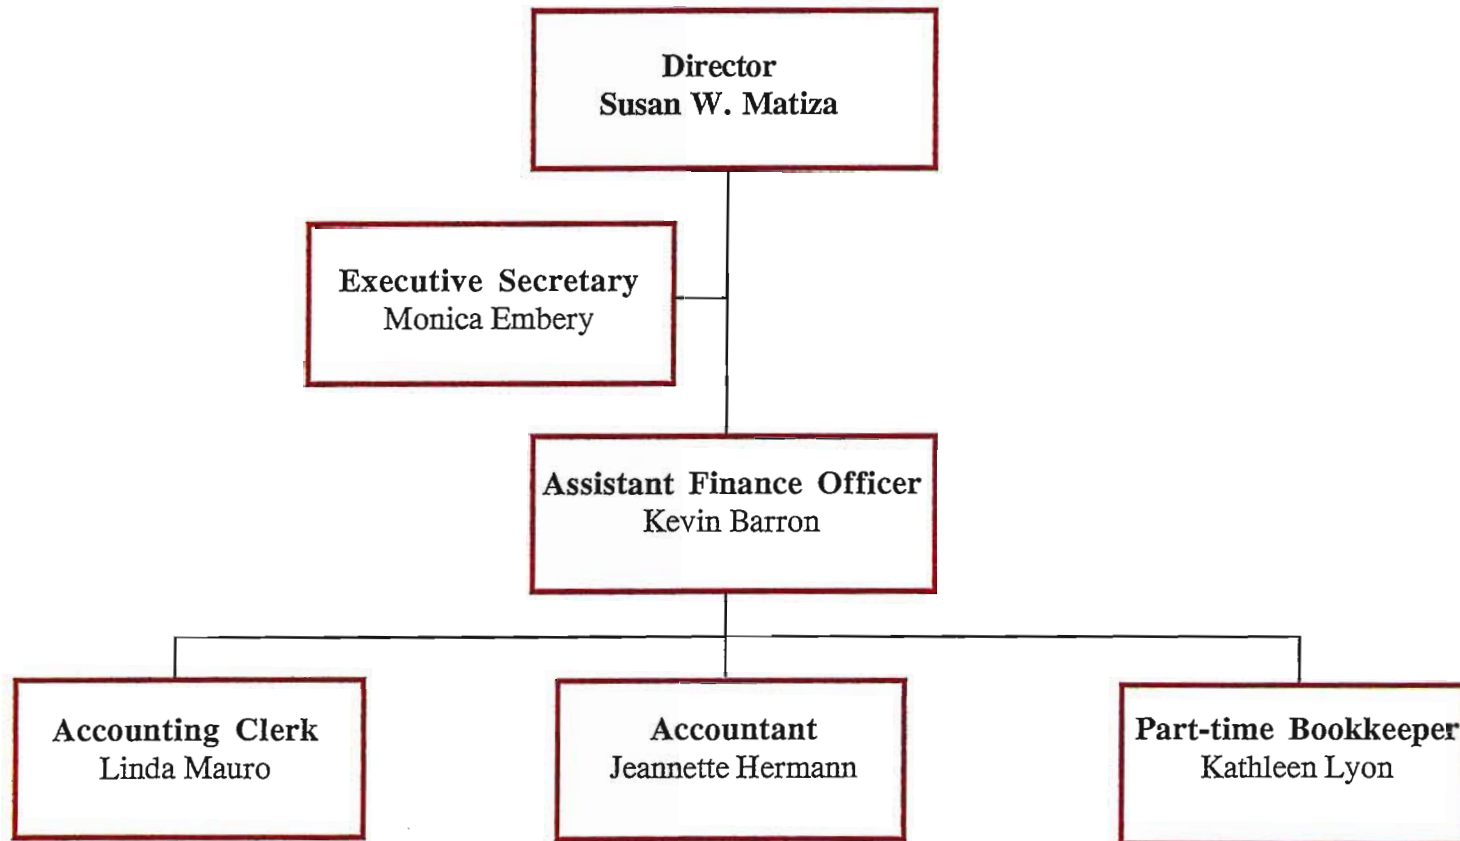 Director
Susan W. Matiza
Executive Secretary
Monica Embery
Assistant Finance Officer
Kevin Barron
Accounting Clerk
Linda Mauro
Accountant
Jeannette Hermann
Part-time Bookkeeper
Kathleen Lyon